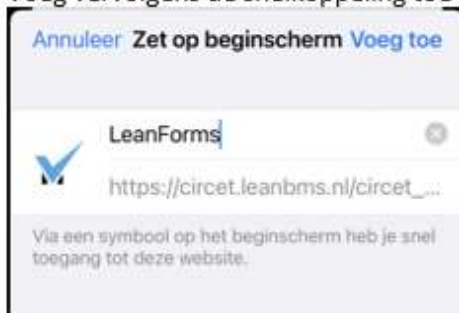 Annuleer Zet op beginscherm Voeg toe
LeanForms
https://circet.leanbms.nl/circet_...
Via een symbool op het beginscherm heb je snel
toegang tot deze website.